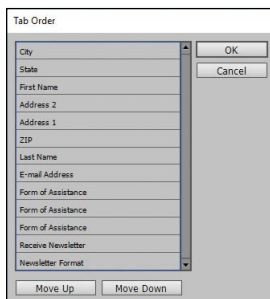 Tab Order
City
State
First Name
Address 2
Address 1
ZIP
Last Name
E-mail Address
Form of Assistance
Form of Assistance
Form of Assistance
Receive Newsletter
Newsletter Format
OK
Cancel
Move Up
Move Down